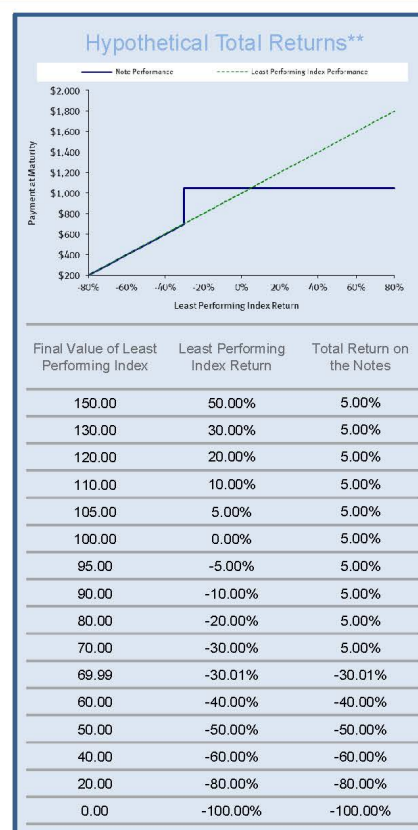 Hypothetical Total Returns**
Note Performance Least Performing Index Performance
$2,000
$1,800
$1,600
$1,400
$1,200
$1,000
$800
$600
$400
$200
Payment at Maturity
-80% -60% -40% -20% 0% 20% 40% 60% 80%
Least Performing Index Return
Final Value of Least Least Performing Total Return on
Performing Index Index Return the Notes
150.00 50.00% 5.00%
130.00 30.00% 5.00%
120.00 20.00% 5.00%
110.00 10.00% 5.00%
105.00 5.00% 5.00%
100.00 0.00% 5.00%
95.00 -5.00% 5.00%
90.00 -10.00% 5.00%
80.00 -20.00% 5.00%
70.00 -30.00% 5.00%
69.99 -30.01% -30.01%
60.00 -40.00% -40.00%
50.00 -50.00% -50.00%
40.00 -60.00% -60.00%
20.00 -80.00% -80.00%
0.00 -100.00% -100.00%